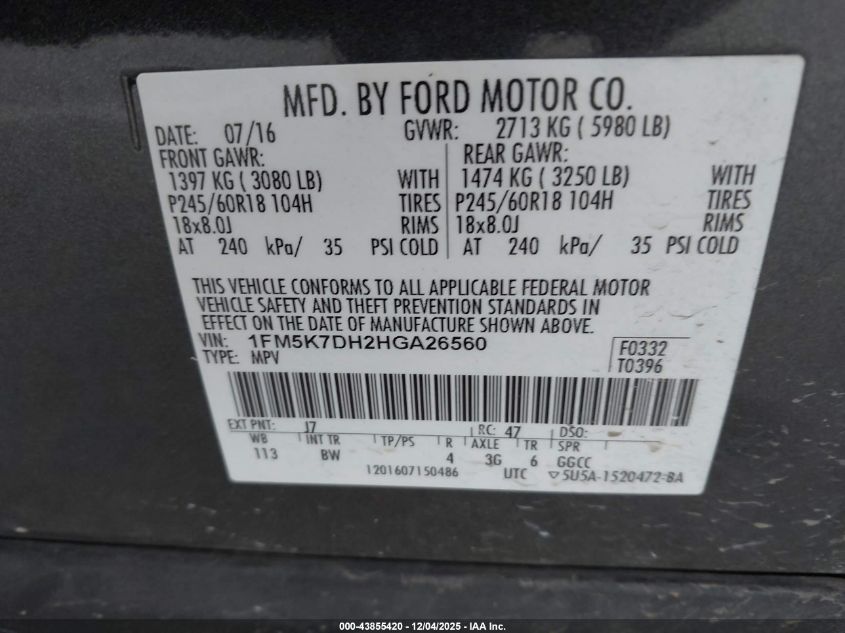 MFD. BY FORD MOTOR CO.
DATE: 07/16 GVWR: 2713 KG ( 5980 LB)
FRONT GAWR: REAR GAWR:
1397 KG ( 3080 LB) WITH 1474 KG ( 3250 LB) WITH
P245/60R18 104H TIRES P245/60R18 104H TIRES
18x8.0J RIMS 18x8.0J RIMS
AT 240 kPa/ 35 PSI COLD AT 240 kPa/ 35 PSI COLD
THIS VEHICLE CONFORMS TO ALL APPLICABLE FEDERAL MOTOR
VEHICLE SAFETY AND THEFT PREVENTION STANDARDS IN
EFFECT ON THE DATE OF MANUFACTURE SHOWN ABOVE.
VIN: 1FM5K7DH2HGA26560 F0332
TYPE: MPV T0396
EXT PNT: J7 RC: 47 DSO:
WB INT TR TP/PS R AXLE TR SPR
113 BW 4 3G 6 GGCC
1201607150486 UTC ▽5U5A-1520472-BA
000-43855420 - 12/04/2025 - IAA Inc.